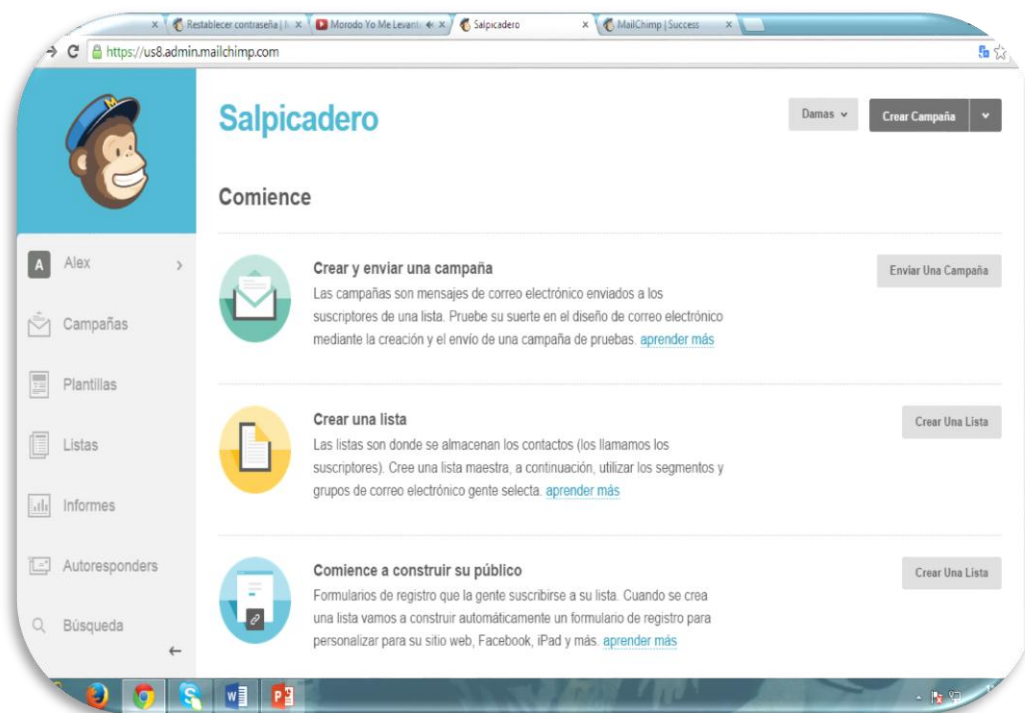 Restablecer contraseña | M
Morodo Yo Me Levant
Salpicadero
MailChimp | Success
https://us8.admin.mailchimp.com
M
Salpicadero
Damas
Crear Campaña
Comience
A Alex
Campañas
Plantillas
Listas
Informes
Autoresponders
Búsqueda
Crear y enviar una campaña
Enviar Una Campaña
Las campañas son mensajes de correo electrónico enviados a los
suscriptores de una lista. Pruebe su suerte en el diseño de correo electrónico
mediante la creación y el envío de una campaña de pruebas. aprender más
Crear una lista
Crear Una Lista
Las listas son donde se almacenan los contactos (los llamamos los
suscriptores). Cree una lista maestra, a continuación, utilizar los segmentos y
grupos de correo electrónico gente selecta. aprender más
Comience a construir su público
Crear Una Lista
Formularios de registro que la gente suscribirse a su lista. Cuando se crea
una lista vamos a construir automáticamente un formulario de registro para
personalizar para su sitio web, Facebook, iPad y más. aprender más